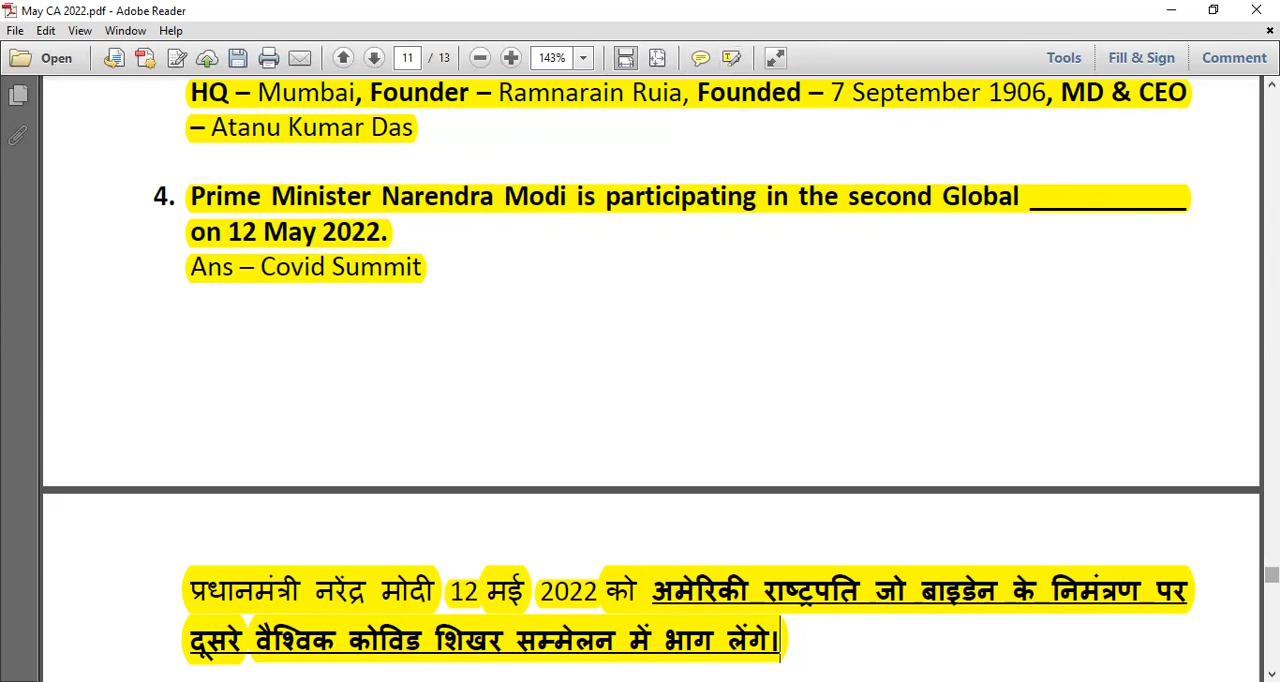 May CA 2022.pdf - Adobe Reader
File Edit View Window Help
Open 11 / 13 143% Tools Fill & Sign Comment
HQ – Mumbai, Founder – Ramnarain Ruia, Founded – 7 September 1906, MD & CEO
– Atanu Kumar Das
4. Prime Minister Narendra Modi is participating in the second Global ___________
on 12 May 2022.
Ans – Covid Summit
प्रधानमंत्री नरेंद्र मोदी 12 मई 2022 को अमेरिकी राष्ट्रपति जो बाइडेन के निमंत्रण पर
दूसरे वैश्विक कोविड शिखर सम्मेलन में भाग लेंगे।